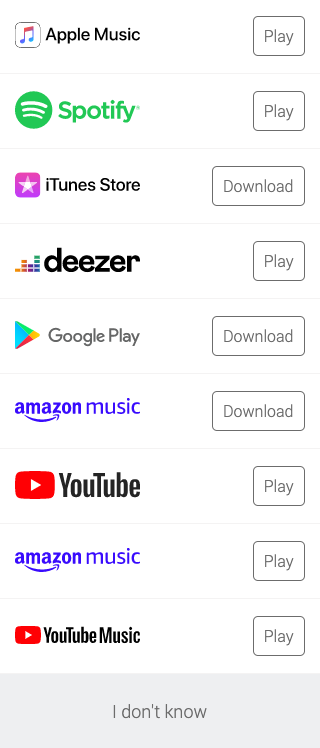 Apple Music Play
Spotify® Play
iTunes Store Download
deezer Play
Google Play Download
amazon music Download
YouTube Play
amazon music Play
YouTube Music Play
I don't know